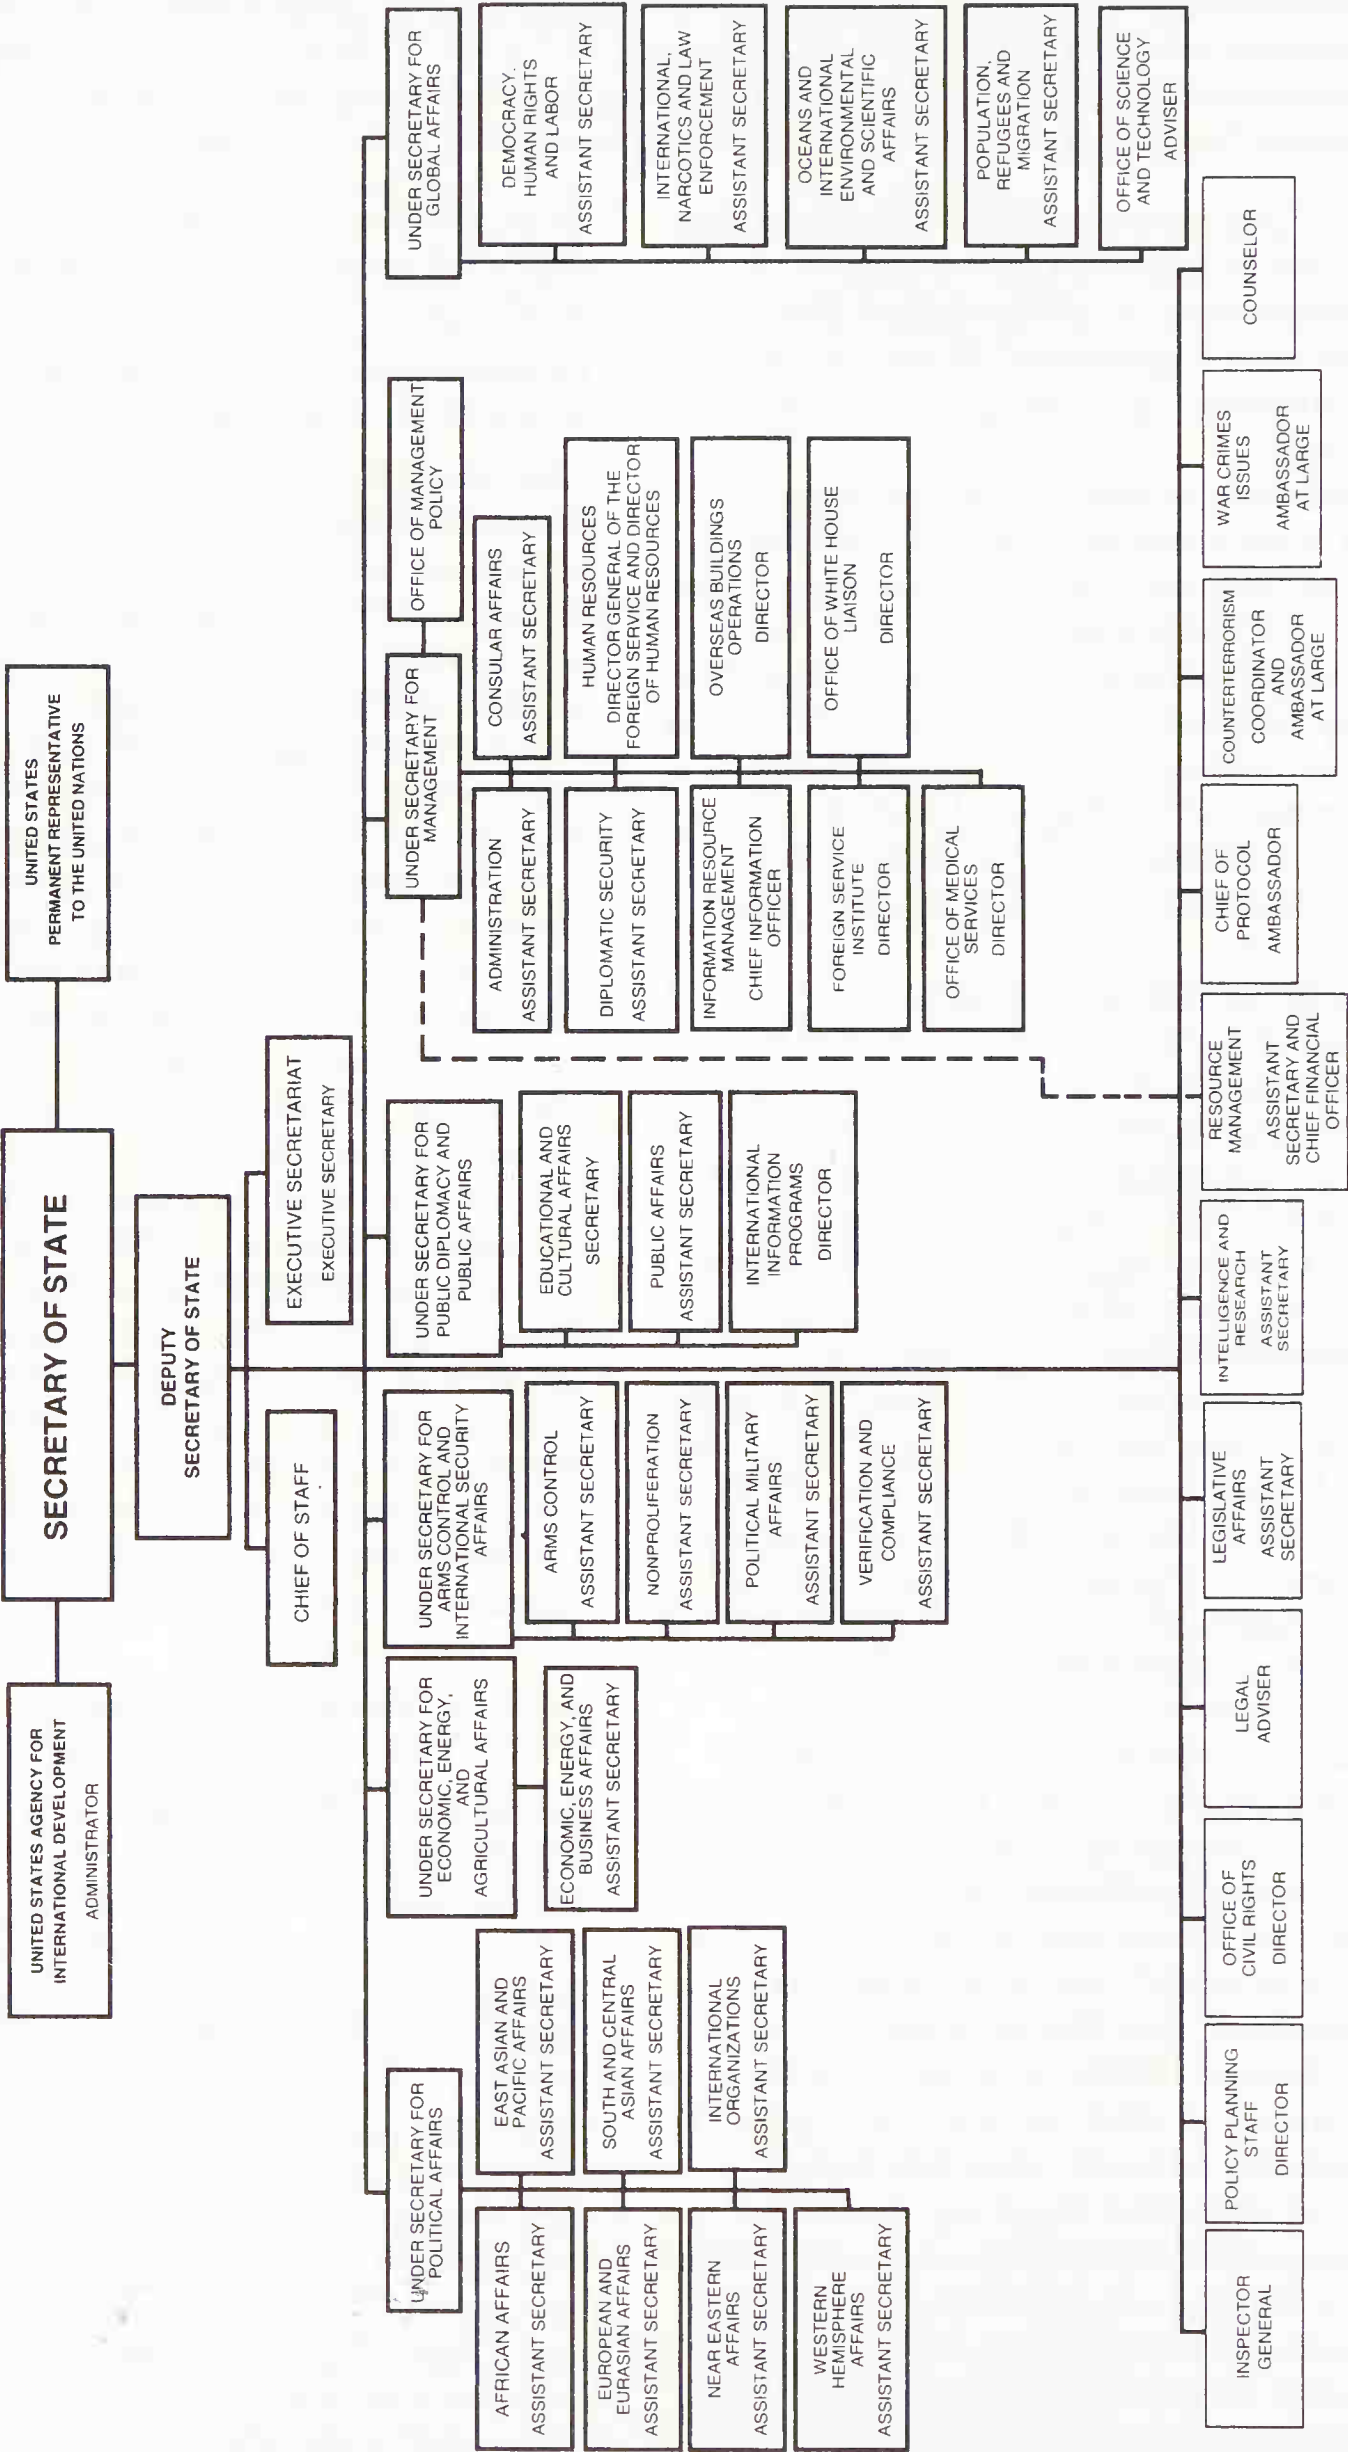 UNITED STATES AGENCY FOR
INTERNATIONAL DEVELOPMENT
ADMINISTRATOR
SECRETARY OF STATE
UNITED STATES
PERMANENT REPRESENTATIVE
TO THE UNITED NATIONS
DEPUTY
SECRETARY OF STATE
CHIEF OF STAFF
EXECUTIVE SECRETARIAT
EXECUTIVE SECRETARY
UNDER SECRETARY FOR
POLITICAL AFFAIRS
AFRICAN AFFAIRS
ASSISTANT SECRETARY
EAST ASIAN AND
PACIFIC AFFAIRS
ASSISTANT SECRETARY
EUROPEAN AND
EURASIAN AFFAIRS
ASSISTANT SECRETARY
SOUTH AND CENTRAL
ASIAN AFFAIRS
ASSISTANT SECRETARY
NEAR EASTERN
AFFAIRS
ASSISTANT SECRETARY
INTERNATIONAL
ORGANIZATIONS
ASSISTANT SECRETARY
WESTERN
HEMISPHERE
AFFAIRS
ASSISTANT SECRETARY
UNDER SECRETARY FOR
ECONOMIC, ENERGY,
AND
AGRICULTURAL AFFAIRS
ECONOMIC, ENERGY, AND
BUSINESS AFFAIRS
ASSISTANT SECRETARY
UNDER SECRETARY FOR
ARMS CONTROL AND
INTERNATIONAL SECURITY
AFFAIRS
ARMS CONTROL
ASSISTANT SECRETARY
NONPROLIFERATION
ASSISTANT SECRETARY
POLITICAL MILITARY
AFFAIRS
ASSISTANT SECRETARY
VERIFICATION AND
COMPLIANCE
ASSISTANT SECRETARY
UNDER SECRETARY FOR
PUBLIC DIPLOMACY AND
PUBLIC AFFAIRS
EDUCATIONAL AND
CULTURAL AFFAIRS
SECRETARY
PUBLIC AFFAIRS
ASSISTANT SECRETARY
INTERNATIONAL
INFORMATION
PROGRAMS
DIRECTOR
UNDER SECRETARY FOR
MANAGEMENT
OFFICE OF MANAGEMENT
POLICY
ADMINISTRATION
ASSISTANT SECRETARY
CONSULAR AFFAIRS
ASSISTANT SECRETARY
DIPLOMATIC SECURITY
ASSISTANT SECRETARY
HUMAN RESOURCES
DIRECTOR GENERAL OF THE
FOREIGN SERVICE AND DIRECTOR
OF HUMAN RESOURCES
INFORMATION RESOURCE
MANAGEMENT
CHIEF INFORMATION
OFFICER
OVERSEAS BUILDINGS
OPERATIONS
DIRECTOR
FOREIGN SERVICE
INSTITUTE
DIRECTOR
OFFICE OF WHITE HOUSE
LIAISON
DIRECTOR
OFFICE OF MEDICAL
SERVICES
DIRECTOR
UNDER SECRETARY FOR
GLOBAL AFFAIRS
DEMOCRACY.
HUMAN RIGHTS
AND LABOR
ASSISTANT SECRETARY
INTERNATIONAL,
NARCOTICS AND LAW
ENFORCEMENT
ASSISTANT SECRETARY
OCEANS AND
INTERNATIONAL
ENVIRONMENTAL
AND SCIENTIFIC
AFFAIRS
ASSISTANT SECRETARY
POPULATION,
REFUGEES AND
MIGRATION
ASSISTANT SECRETARY
OFFICE OF SCIENCE
AND TECHNOLOGY
ADVISER
INSPECTOR
GENERAL
POLICY PLANNING
STAFF
DIRECTOR
OFFICE OF
CIVIL RIGHTS
DIRECTOR
LEGAL
ADVISER
LEGISLATIVE
AFFAIRS
ASSISTANT
SECRETARY
INTELLIGENCE AND
RESEARCH
ASSISTANT
SECRETARY
RESOURCE
MANAGEMENT
ASSISTANT
SECRETARY AND
CHIEF FINANCIAL
OFFICER
CHIEF OF
PROTOCOL
AMBASSADOR
COUNTERTERRORISM
COORDINATOR
AND
AMBASSADOR
AT LARGE
WAR CRIMES
ISSUES
AMBASSADOR
AT LARGE
COUNSELOR